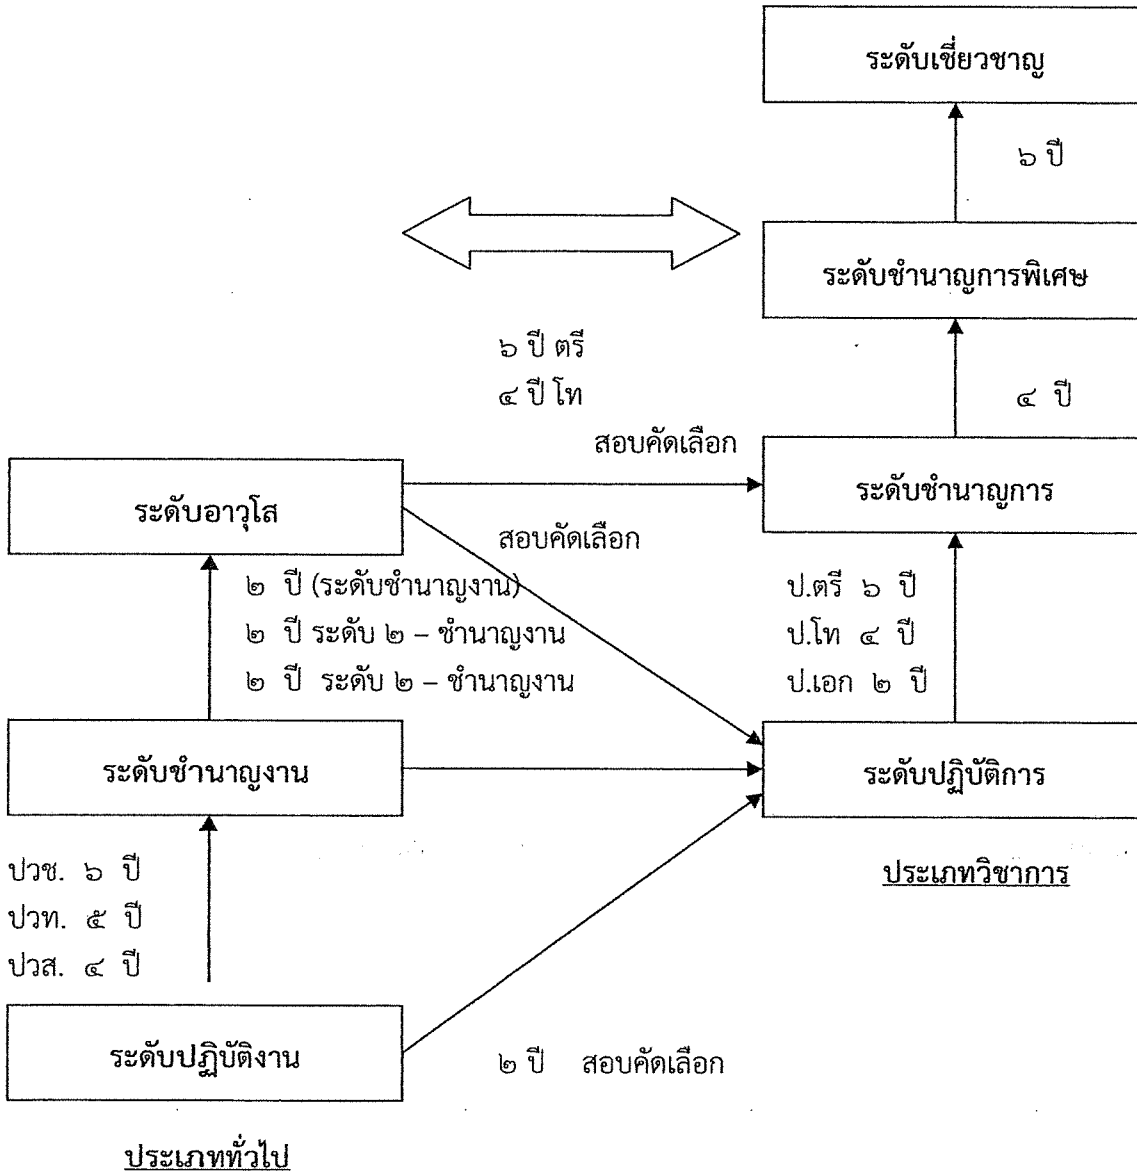 ระดับเชี่ยวชาญ
๖ ปี
ระดับชำนาญการพิเศษ
๖ ปี ตรี
๔ ปี โท
๔ ปี
สอบคัดเลือก
ระดับชำนาญการ
ระดับอาวุโส
สอบคัดเลือก
๒ ปี (ระดับชำนาญงาน)
๒ ปี ระดับ ๒ – ชำนาญงาน
๒ ปี ระดับ ๒ – ชำนาญงาน
ป.ตรี ๖ ปี
ป.โท ๔ ปี
ป.เอก ๒ ปี
ระดับชำนาญงาน
ระดับปฏิบัติการ
ปวช. ๖ ปี
ปวท. ๕ ปี
ปวส. ๔ ปี
ประเภทวิชาการ
ระดับปฏิบัติงาน
๒ ปี สอบคัดเลือก
ประเภททั่วไป